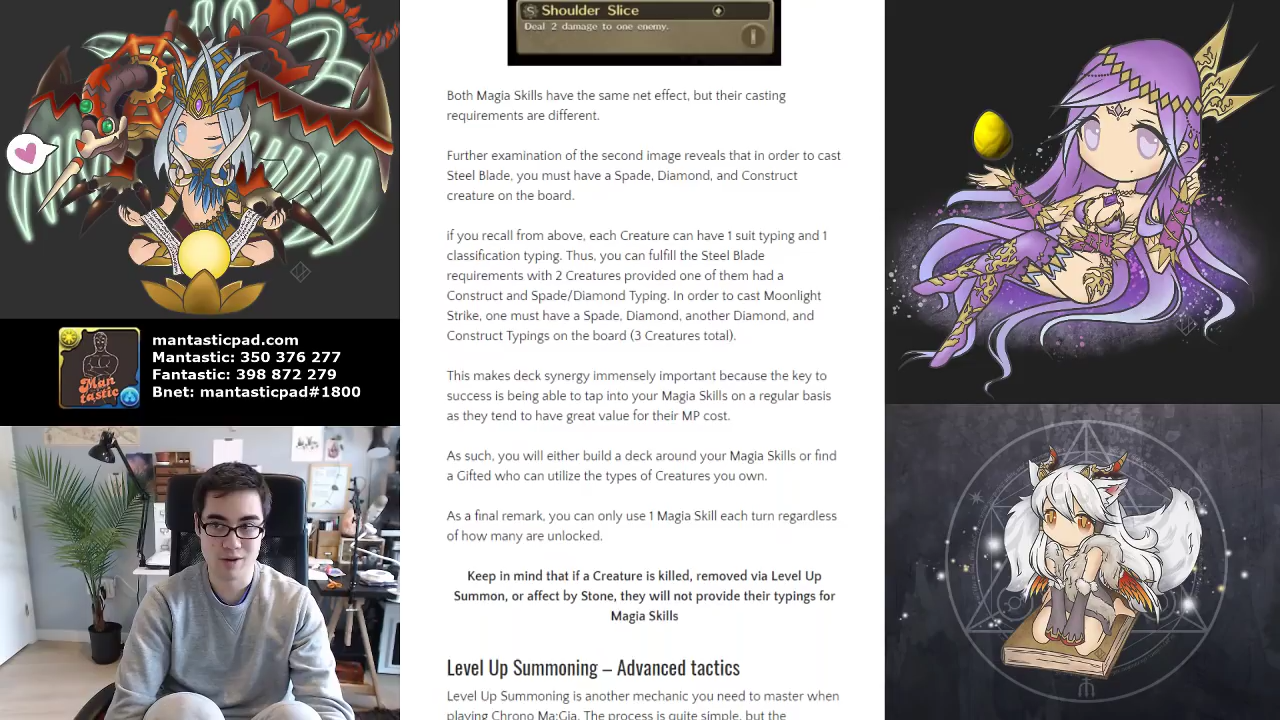 Shoulder Slice
Deal 2 damage to one enemy.
Both Magia Skills have the same net effect, but their casting
requirements are different.
Further examination of the second image reveals that in order to cast
Steel Blade, you must have a Spade, Diamond, and Construct
creature on the board.
if you recall from above, each Creature can have 1 suit typing and 1
classification typing. Thus, you can fulfill the Steel Blade
requirements with 2 Creatures provided one of them had a
Construct and Spade/Diamond Typing. In order to cast Moonlight
Strike, one must have a Spade, Diamond, another Diamond, and
Construct Typings on the board (3 Creatures total).
This makes deck synergy immensely important because the key to
success is being able to tap into your Magia Skills on a regular basis
as they tend to have great value for their MP cost.
As such, you will either build a deck around your Magia Skills or find
a Gifted who can utilize the types of Creatures you own.
As a final remark, you can only use 1 Magia Skill each turn regardless
of how many are unlocked.
Keep in mind that if a Creature is killed, removed via Level Up
Summon, or affect by Stone, they will not provide their typings for
Magia Skills
Level Up Summoning – Advanced tactics
Level Up Summoning is another mechanic you need to master when
playing Chrono Ma:Gia. The process is quite simple, but the
Man
tastic
mantasticpad.com
Mantastic: 350 376 277
Fantastic: 398 872 279
Bnet: mantasticpad#1800